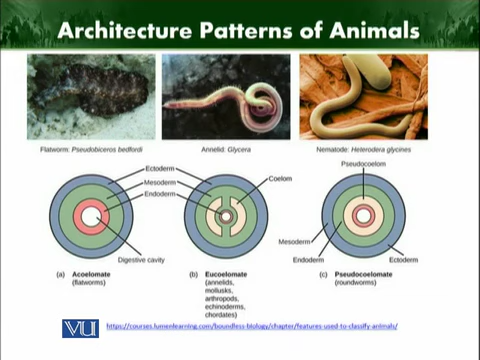 Architecture Patterns of Animals
Flatworm: Pseudobiceros bedfordi
Annelid: Glycera
Nematode: Heterodera glycines
Pseudocoelom
Ectoderm
Mesoderm
Endoderm
Coelom
Mesoderm
Endoderm
Ectoderm
Digestive cavity
(a) Acoelomate
(flatworms)
(b) Eucoelomate
(annelids,
mollusks,
arthropods,
echinoderms,
chordates)
(c) Pseudocoelomate
(roundworms)
VU
https://courses.lumenlearning.com/boundless-biology/chapter/features-used-to-classify-animals/